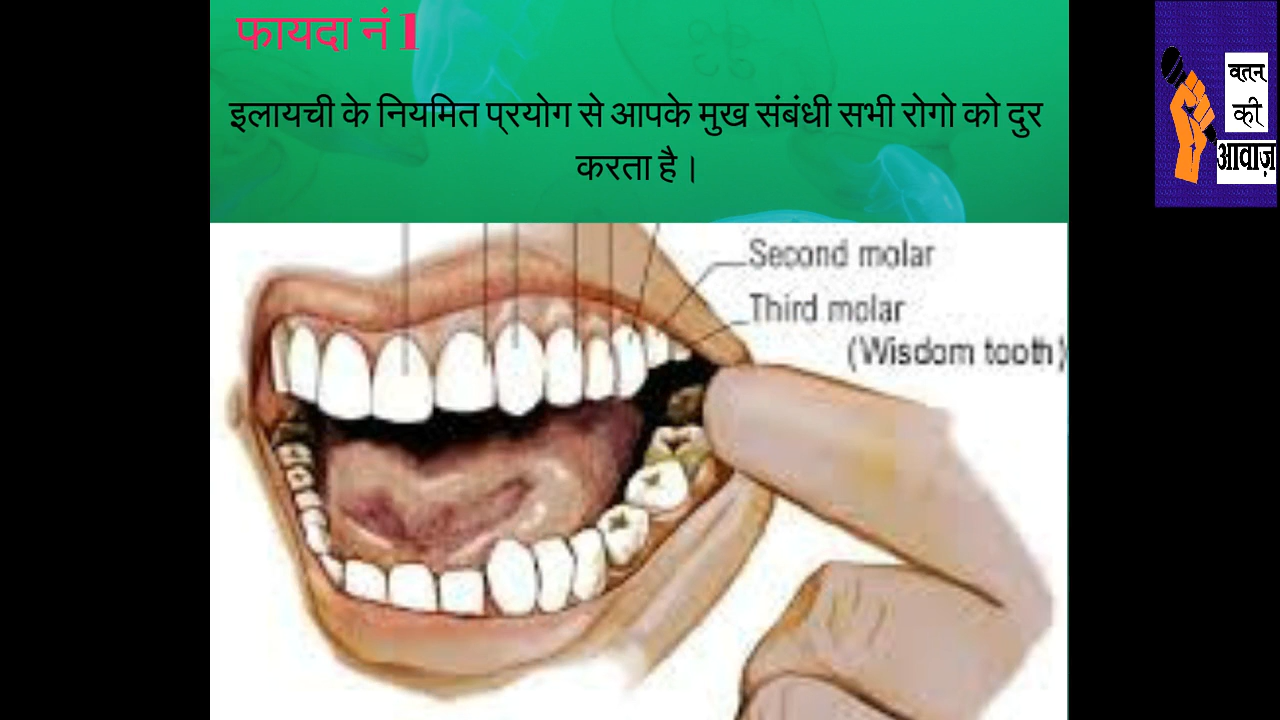 फायदा नं 1
इलायची के नियमित प्रयोग से आपके मुख संबंधी सभी रोगो को दुर
करता है।
Second molar
Third molar
(Wisdom tooth)
वतन
की
आवाज़